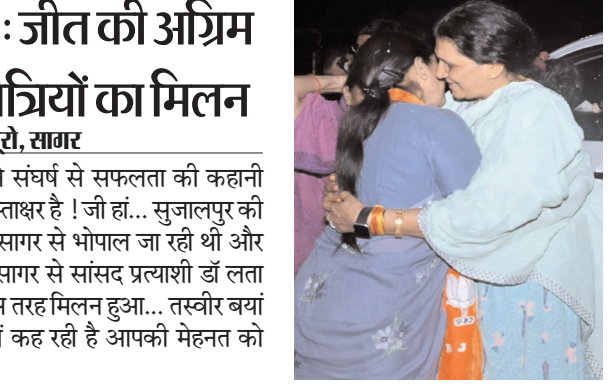 : जीत की अग्रिम
त्रियों का मिलन
रो, सागर
संघर्ष से सफलता की कहानी
स्ताक्षर है ! जी हां... सुजालपुर की
सागर से भोपाल जा रही थी और
सागर से सांसद प्रत्याशी डॉ लता
तरह मिलन हुआ... तस्वीर बयां
कह रही है आपकी मेहनत को
B J